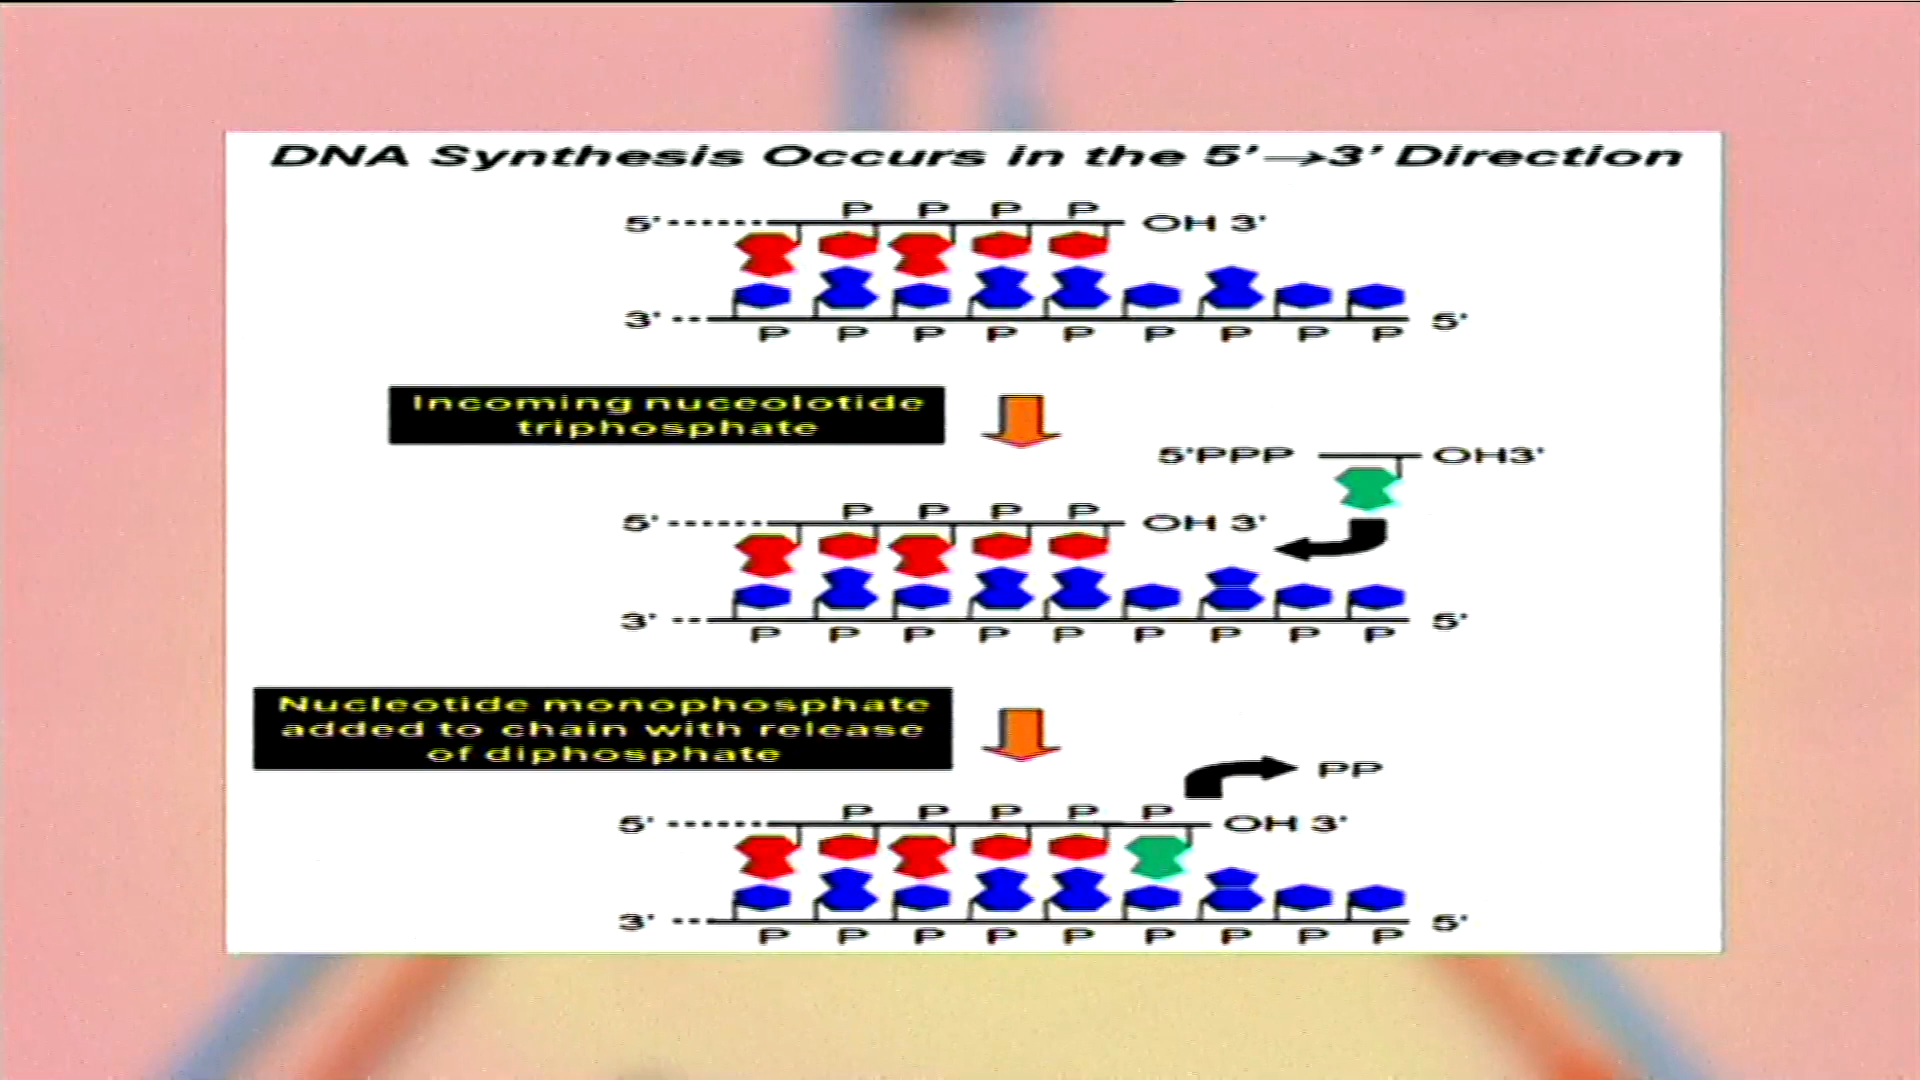 DNA Synthesis Occurs in the 5'→3' Direction
P P P P
5' OH 3'
3' 5'
P P P P P P P P P
Incoming nuceolotide
triphosphate
5'PPP OH3'
P P P P
5' OH 3'
3' 5'
P P P P P P P P P
Nucleotide monophosphate
added to chain with release
of diphosphate
PP
P P P P P
5' OH 3'
3' 5'
P P P P P P P P P